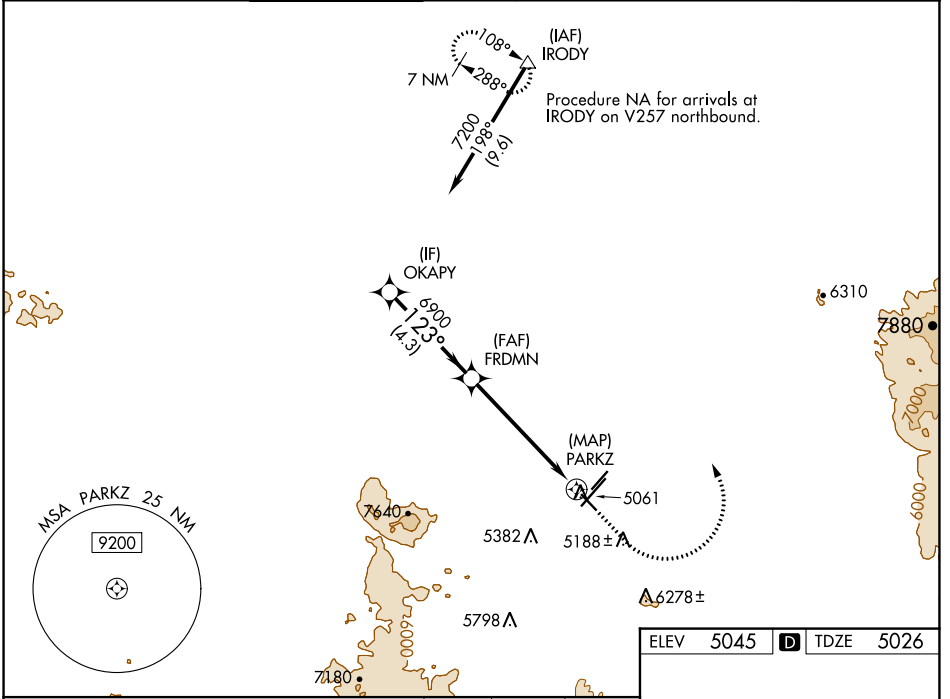 (IAF)
IRODY
108°
288°
7 NM
Procedure NA for arrivals at
IRODY on V257 northbound.
7200
198°
(9.6)
(IF)
OKAPY
6900
123°
(4.3)
(FAF)
FRDMN
6310
7880
7000
6000
(MAP)
PARKZ
5061
7640
5382
5188±
MSA PARKZ 25 NM
9200
6278±
5798
6000
7180
ELEV 5045 D TDZE 5026